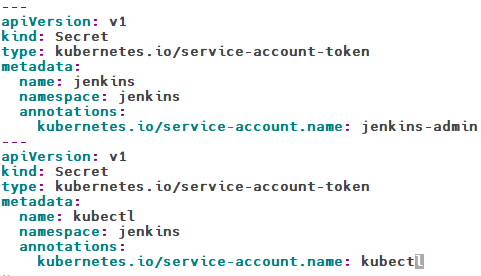 ---
apiVersion: v1
kind: Secret
type: kubernetes.io/service-account-token
metadata:
  name: jenkins
  namespace: jenkins
  annotations:
    kubernetes.io/service-account.name: jenkins-admin
---
apiVersion: v1
kind: Secret
type: kubernetes.io/service-account-token
metadata:
  name: kubectl
  namespace: jenkins
  annotations:
    kubernetes.io/service-account.name: kubectl